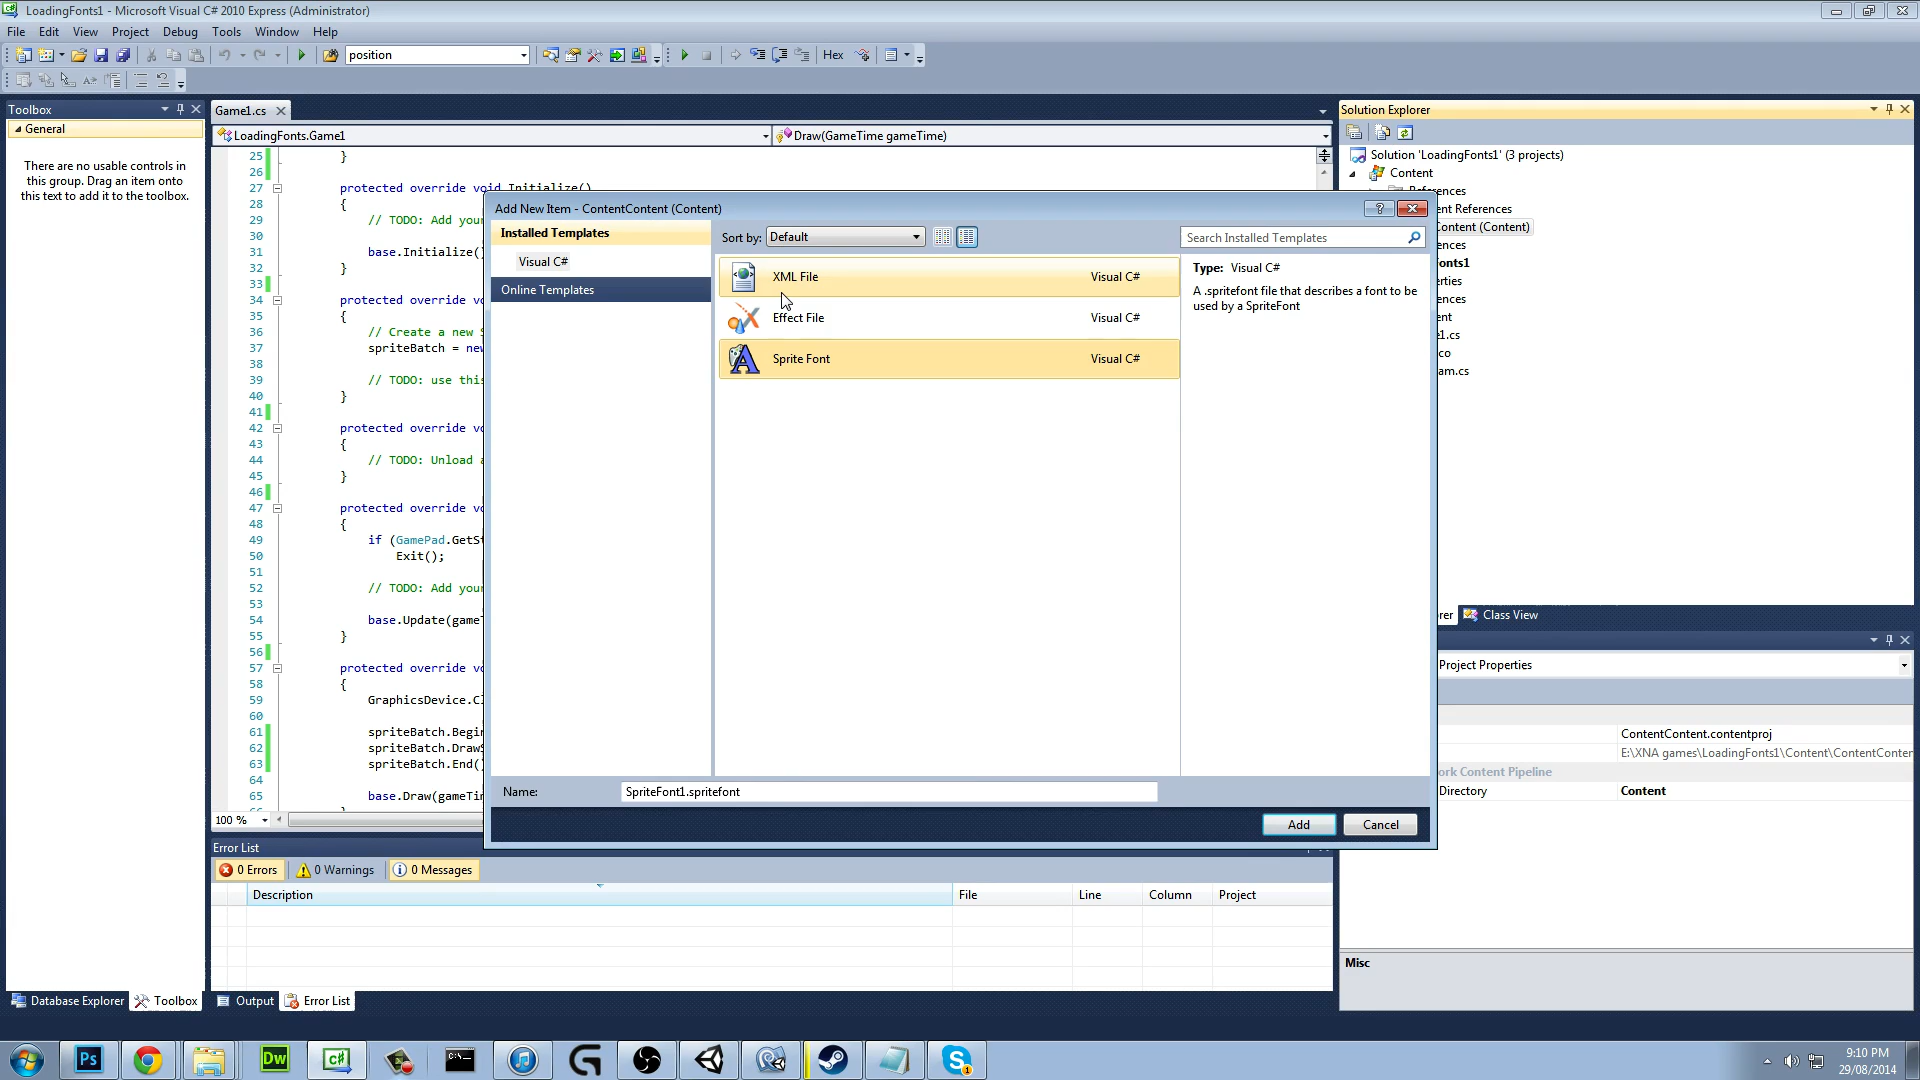 LoadingFonts1 - Microsoft Visual C# 2010 Express (Administrator)
File Edit View Project Debug Tools Window Help
position
Hex
Toolbox
General
There are no usable controls in
this group. Drag an item onto
this text to add it to the toolbox.
Game1.cs
LoadingFonts.Game1
Draw(GameTime gameTime)
25 }
26
27 protected override void Initialize()
28 {
29 // TODO: Add your
30
31 base.Initialize()
32 }
33
34 protected override vo
35 {
36 // Create a new S
37 spriteBatch = new
38
39 // TODO: use this
40 }
41
42 protected override vo
43 {
44 // TODO: Unload a
45 }
46
47 protected override vo
48 {
49 if (GamePad.GetSt
50 Exit();
51
52 // TODO: Add your
53
54 base.Update(gameT
55 }
56
57 protected override vo
58 {
59 GraphicsDevice.Cl
60
61 spriteBatch.Begin
62 spriteBatch.DrawS
63 spriteBatch.End()
64
65 base.Draw(gameTim
100 %
Add New Item - ContentContent (Content)
Installed Templates
Visual C#
Online Templates
Sort by: Default
Search Installed Templates
XML File Visual C#
Effect File Visual C#
Sprite Font Visual C#
Type: Visual C#
A .spritefont file that describes a font to be
used by a SpriteFont
Name: SpriteFont1.spritefont
Add Cancel
Solution Explorer
Solution 'LoadingFonts1' (3 projects)
Content
References
ent References
Content (Content)
ences
onts1
erties
ences
ent
e1.cs
co
am.cs
rer Class View
Project Properties
ContentContent.contentproj
E:\XNA games\LoadingFonts1\Content\ContentConten
ork Content Pipeline
Directory Content
Misc
Error List
0 Errors 0 Warnings 0 Messages
Description File Line Column Project
Database Explorer Toolbox Output Error List
Ps Dw C# 1
9:10 PM
29/08/2014